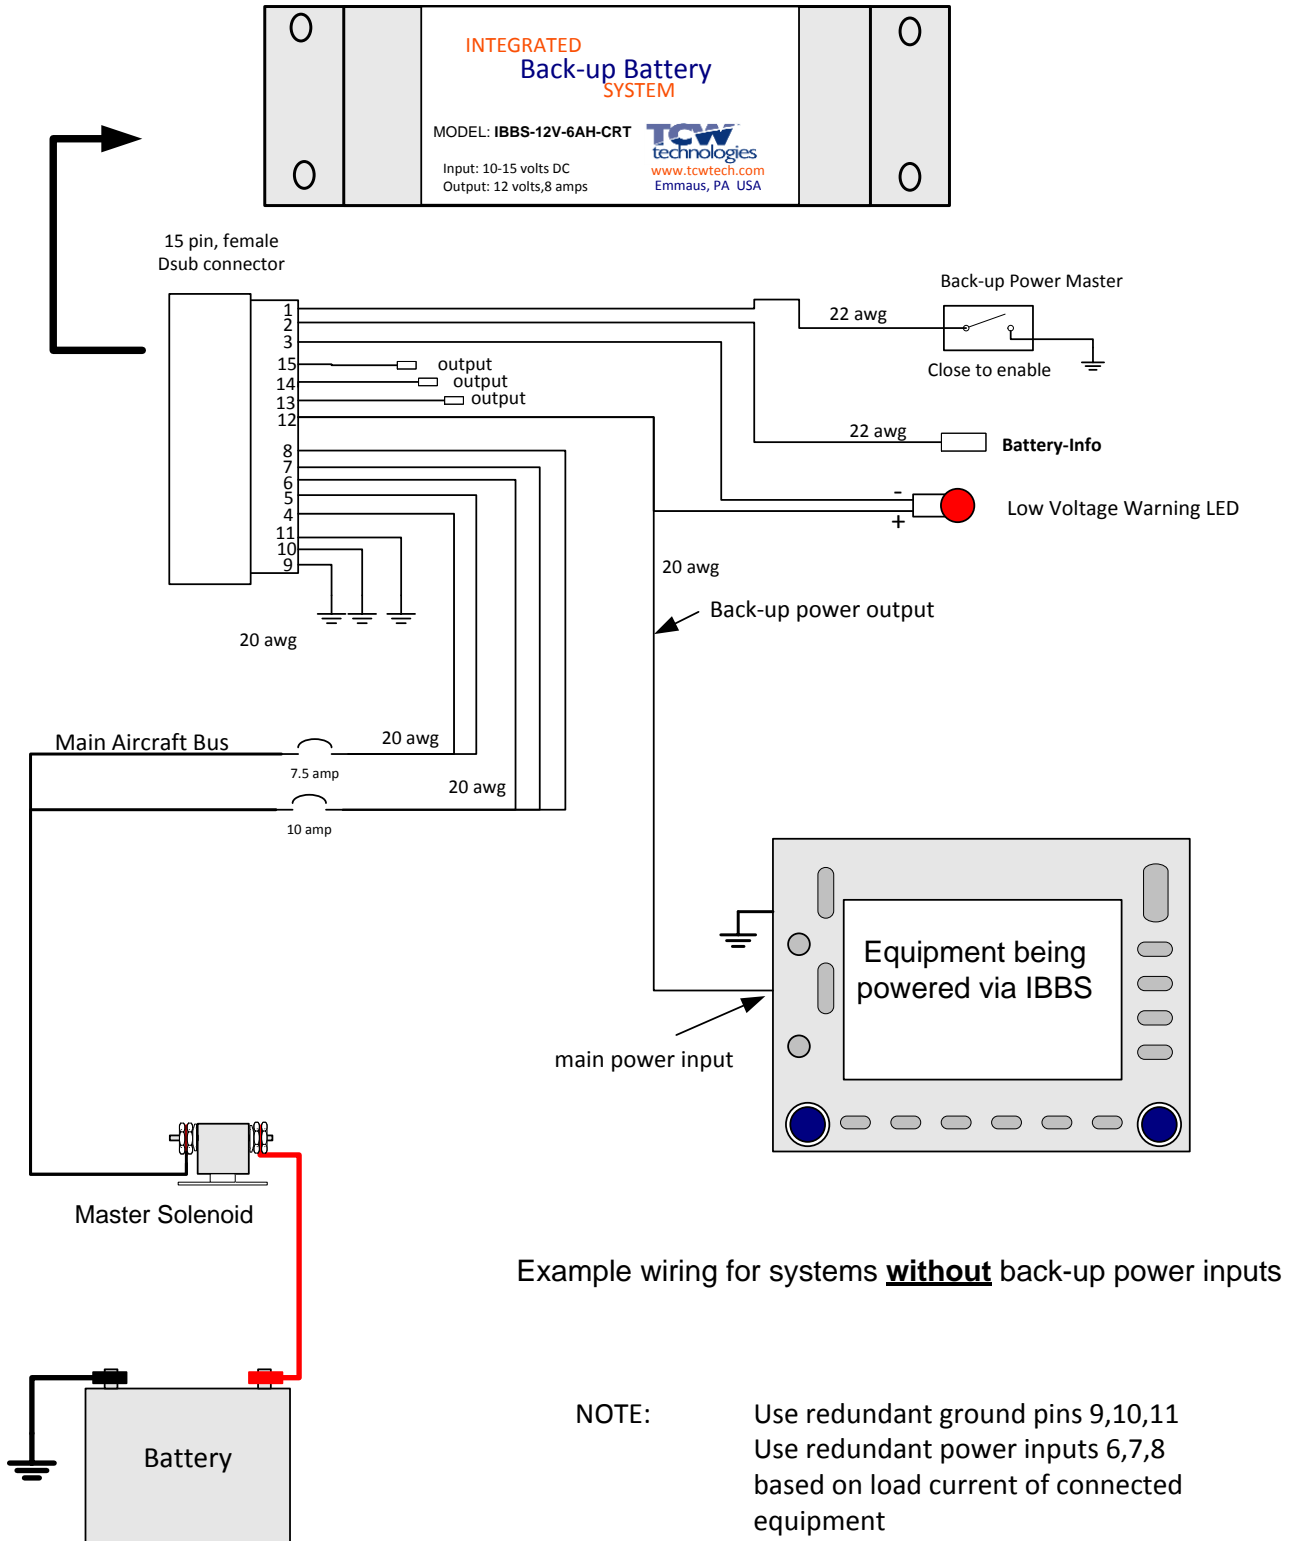 INTEGRATED
Back-up Battery
SYSTEM
MODEL: IBBS-12V-6AH-CRT
TCW
technologies
www.tcwtech.com
Emmaus, PA  USA
Input: 10-15 volts DC
Output: 12 volts,8 amps
15 pin, female
Dsub connector
1
2
3
15
14
13
12
8
7
6
5
4
11
10
9
output
output
output
22 awg
Back-up Power Master
Close to enable
22 awg
Battery-Info
-
+
Low Voltage Warning LED
20 awg
Back-up power output
20 awg
Main Aircraft Bus
7.5 amp
20 awg
20 awg
10 amp
Equipment being
powered via IBBS
main power input
Master Solenoid
Example wiring for systems without back-up power inputs
Battery
NOTE:
Use redundant ground pins 9,10,11
Use redundant power inputs 6,7,8
based on load current of connected
equipment